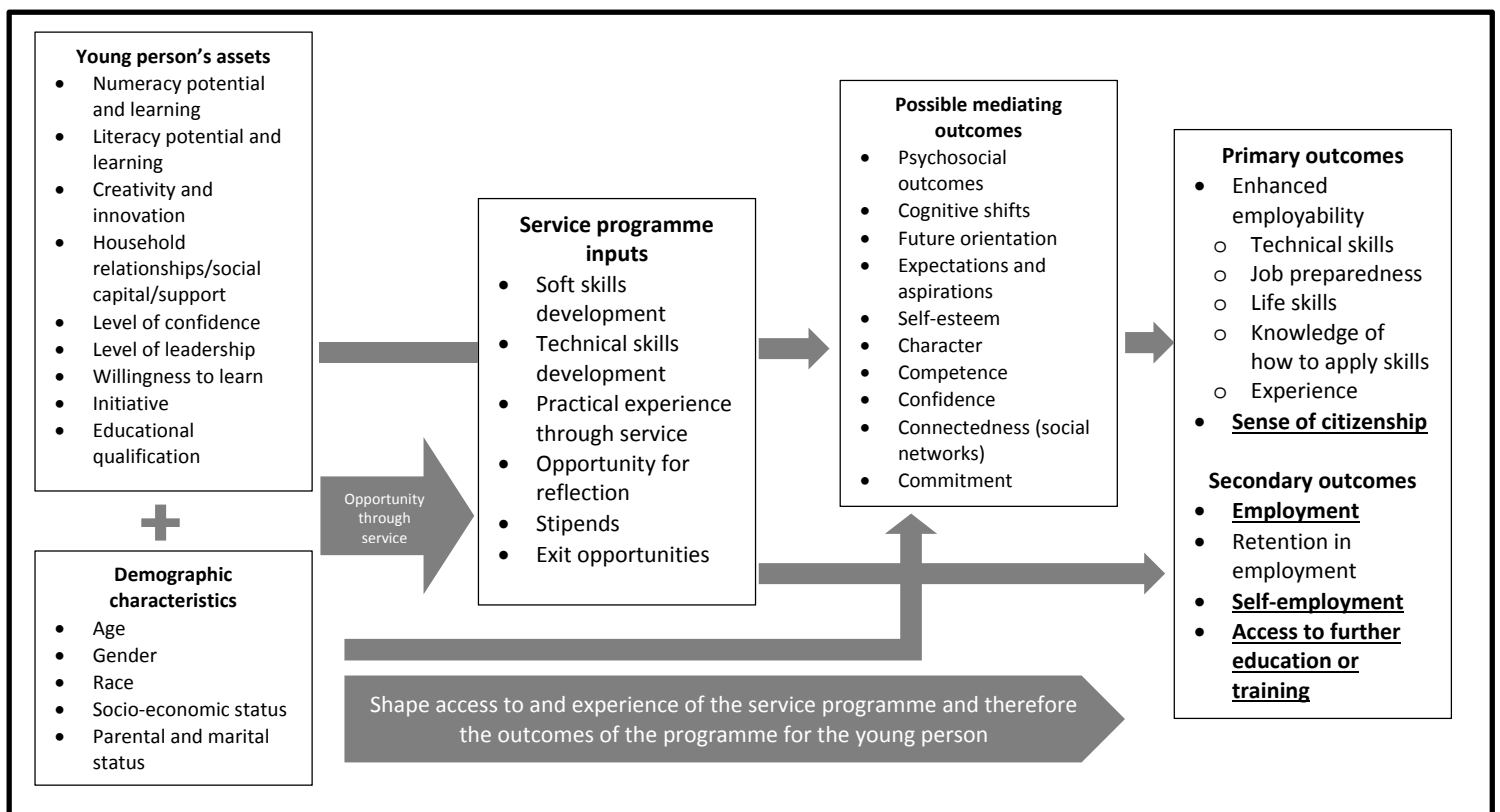 Young person's assets
• Numeracy potential
and learning
• Literacy potential and
learning
• Creativity and
innovation
• Household
relationships/social
capital/support
• Level of confidence
• Level of leadership
• Willingness to learn
• Initiative
• Educational
qualification
Demographic
characteristics
• Age
• Gender
• Race
• Socio-economic status
• Parental and marital
status
Opportunity
through
service
Service programme
inputs
• Soft skills
development
• Technical skills
development
• Practical experience
through service
• Opportunity for
reflection
• Stipends
• Exit opportunities
Possible mediating
outcomes
• Psychosocial
outcomes
• Cognitive shifts
• Future orientation
• Expectations and
aspirations
• Self-esteem
• Character
• Competence
• Confidence
• Connectedness (social
networks)
• Commitment
Primary outcomes
• Enhanced
employability
o Technical skills
o Job preparedness
o Life skills
o Knowledge of
how to apply skills
o Experience
• Sense of citizenship
Secondary outcomes
• Employment
• Retention in
employment
• Self-employment
• Access to further
education or
training
Shape access to and experience of the service programme and therefore
the outcomes of the programme for the young person